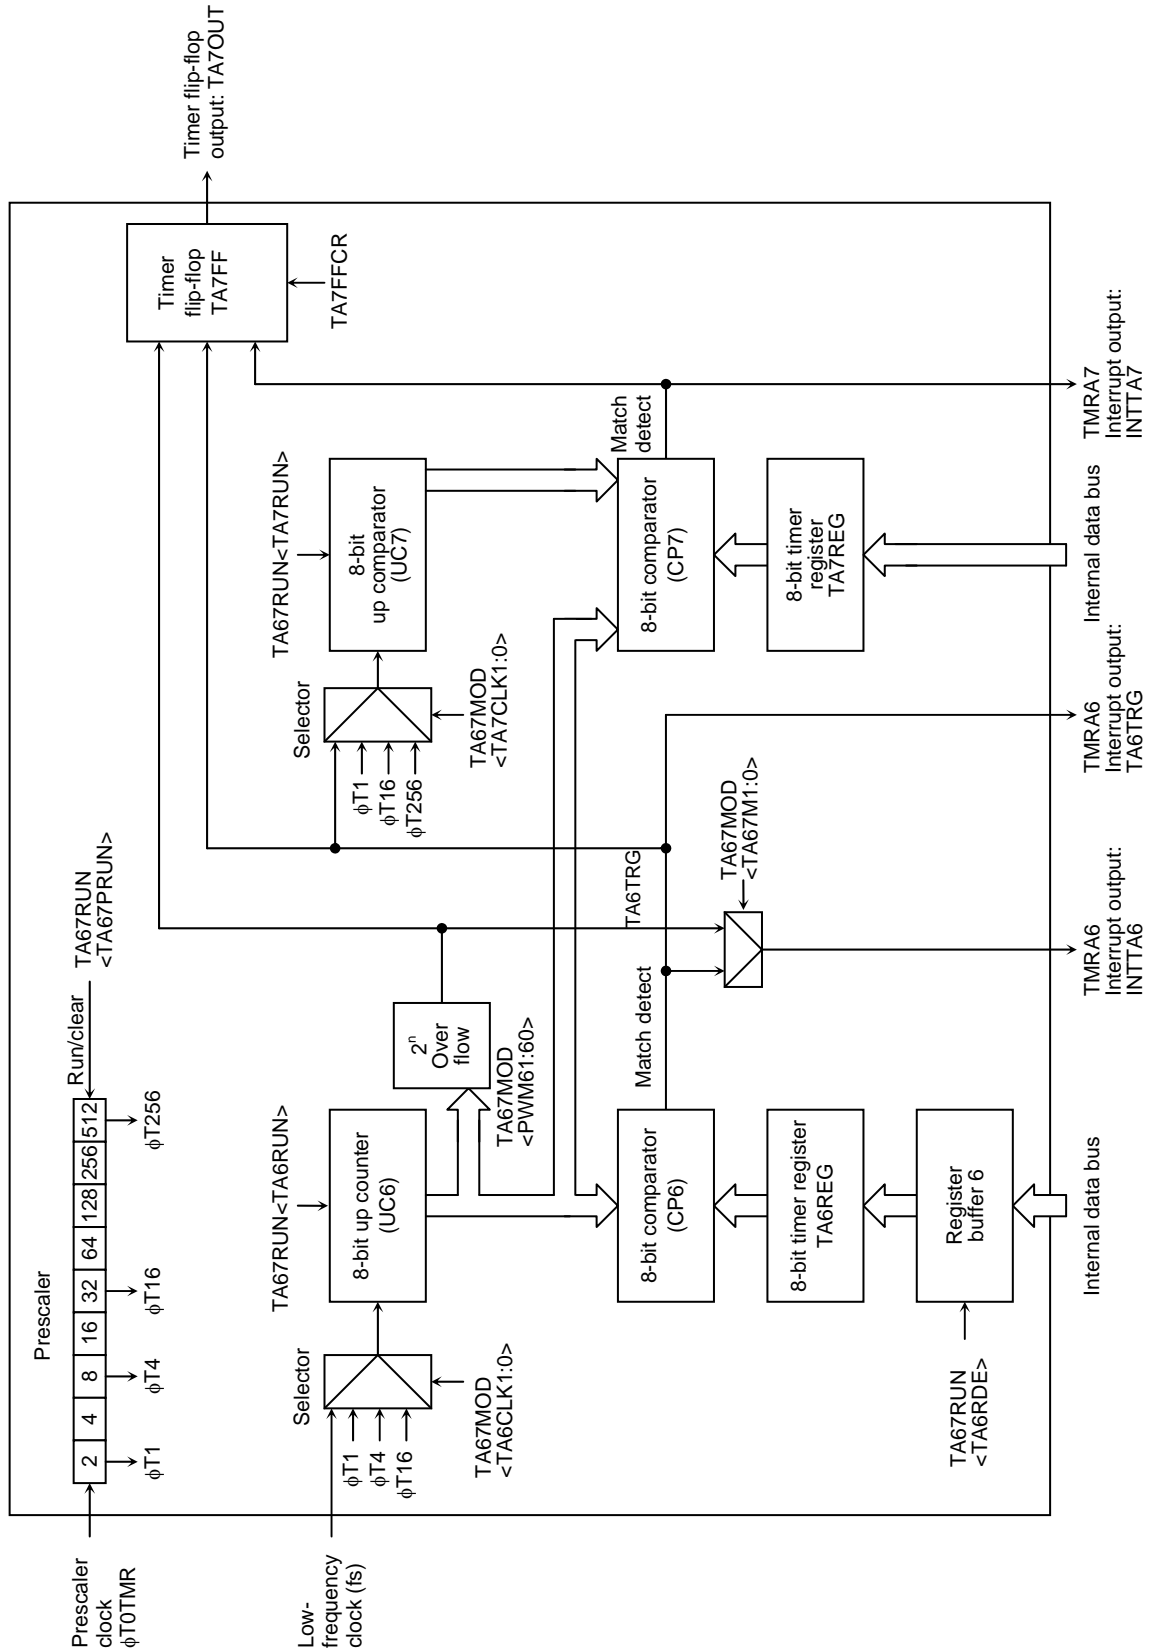 Prescaler
Prescaler
clock
ϕT0TMR
2
4
8
16
32
64
128
256
512
Run/clear
TA67RUN
<TA67PRUN>
ϕT1
ϕT4
ϕT16
ϕT256
Low-
frequency
clock (fs)
Selector
ϕT1
ϕT4
ϕT16
TA67MOD
<TA6CLK1:0>
TA67RUN<TA6RUN>
8-bit up counter
(UC6)
2n
Over
flow
TA67MOD
<PWM61:60>
Selector
ϕT1
ϕT16
ϕT256
TA67MOD
<TA7CLK1:0>
TA67RUN<TA7RUN>
8-bit
up comparator
(UC7)
Timer
flip-flop
TA7FF
TA7FFCR
Timer flip-flop
output: TA7OUT
8-bit comparator
(CP6)
Match detect
TA6TRG
TA67MOD
<TA67M1:0>
8-bit comparator
(CP7)
Match
detect
8-bit timer register
TA6REG
8-bit timer
register
TA7REG
TA67RUN
<TA6RDE>
Register
buffer 6
Internal data bus
TMRA6
Interrupt output:
INTTA6
TMRA6
Interrupt output:
TA6TRG
Internal data bus
TMRA7
Interrupt output:
INTTA7